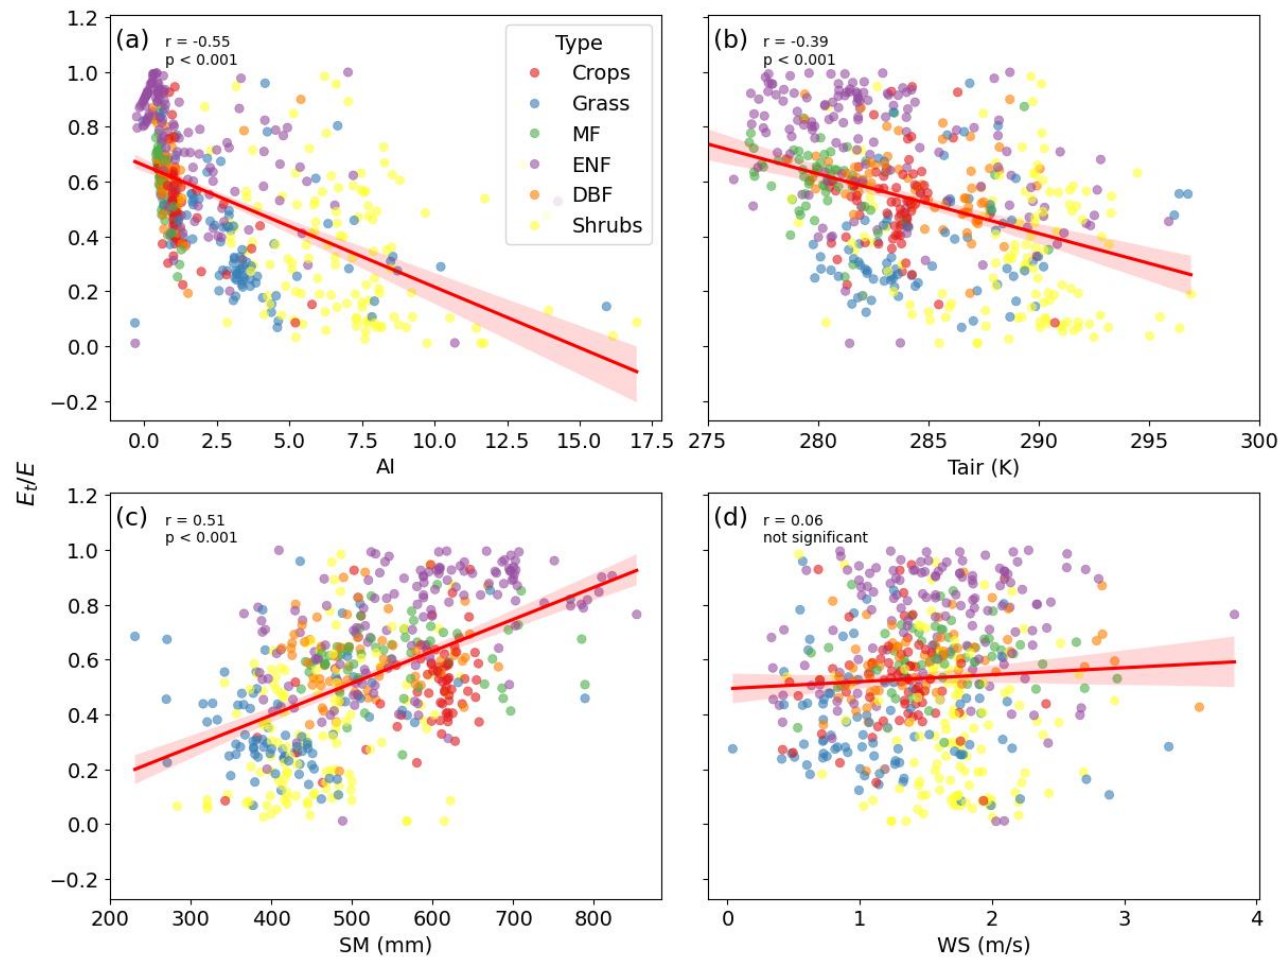 (a)
r = -0.55
p < 0.001
Type
Crops
Grass
MF
ENF
DBF
Shrubs
1.2
1.0
0.8
0.6
0.4
0.2
0.0
−0.2
0.0 2.5 5.0 7.5 10.0 12.5 15.0 17.5
AI
(b)
r = -0.39
p < 0.001
275 280 285 290 295 300
Tair (K)
E_t/E
(c)
r = 0.51
p < 0.001
1.2
1.0
0.8
0.6
0.4
0.2
0.0
−0.2
200 300 400 500 600 700 800
SM (mm)
(d)
r = 0.06
not significant
0 1 2 3 4
WS (m/s)